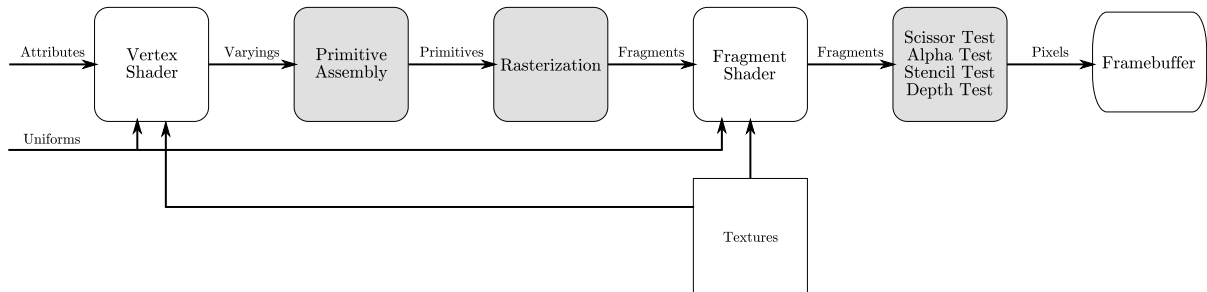 Attributes
Vertex
Shader
Varyings
Primitive
Assembly
Primitives
Rasterization
Fragments
Fragment
Shader
Fragments
Scissor Test
Alpha Test
Stencil Test
Depth Test
Pixels
Framebuffer
Uniforms
Textures